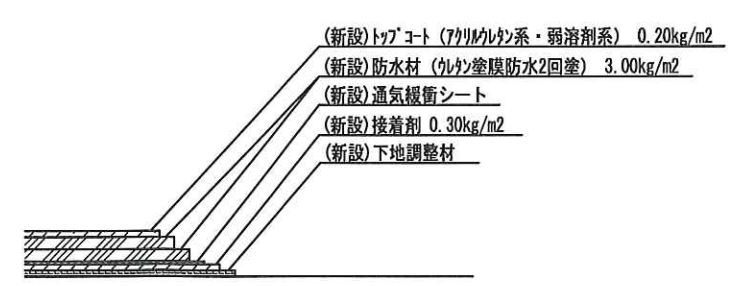 (新設)ﾄｯﾌﾟｺｰﾄ (ｱｸﾘﾙｳﾚﾀﾝ系・弱溶剤系) 0.20kg/m2
(新設)防水材 (ｳﾚﾀﾝ塗膜防水2回塗) 3.00kg/m2
(新設)通気緩衝シート
(新設)接着剤 0.30kg/m2
(新設)下地調整材